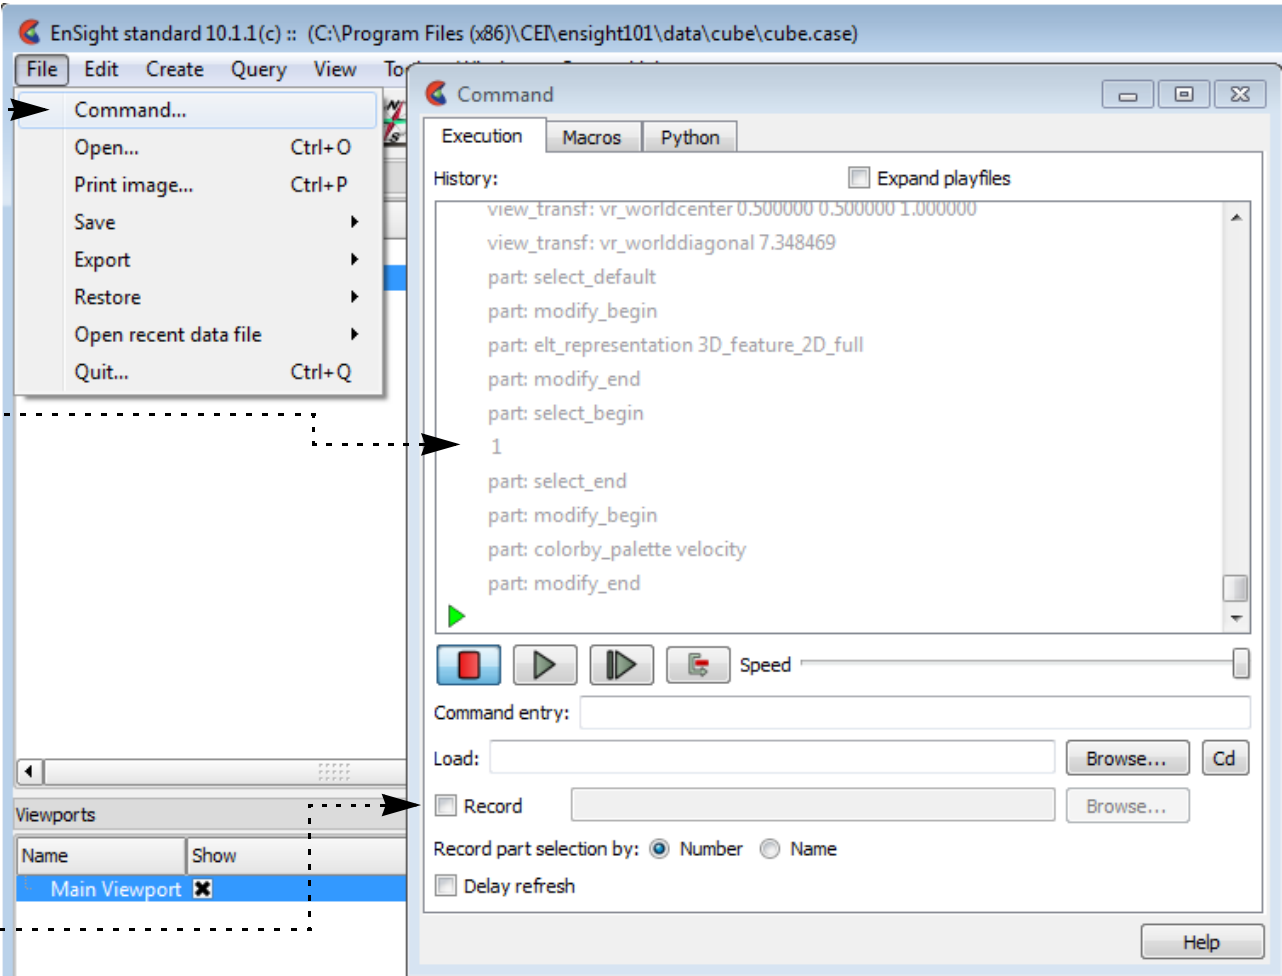 EnSight standard 10.1.1(c) :: (C:\Program Files (x86)\CEI\ensight101\data\cube\cube.case)
File Edit Create Query View
Command...
Open... Ctrl+O
Print image... Ctrl+P
Save
Export
Restore
Open recent data file
Quit... Ctrl+Q
Viewports
Name Show
Main Viewport
Command
Execution Macros Python
History: Expand playfiles
view_transf: vr_worldcenter 0.500000 0.500000 1.000000
view_transf: vr_worlddiagonal 7.348469
part: select_default
part: modify_begin
part: elt_representation 3D_feature_2D_full
part: modify_end
part: select_begin
1
part: select_end
part: modify_begin
part: colorby_palette velocity
part: modify_end
Speed
Command entry:
Load: Browse... Cd
Record Browse...
Record part selection by: Number Name
Delay refresh
Help